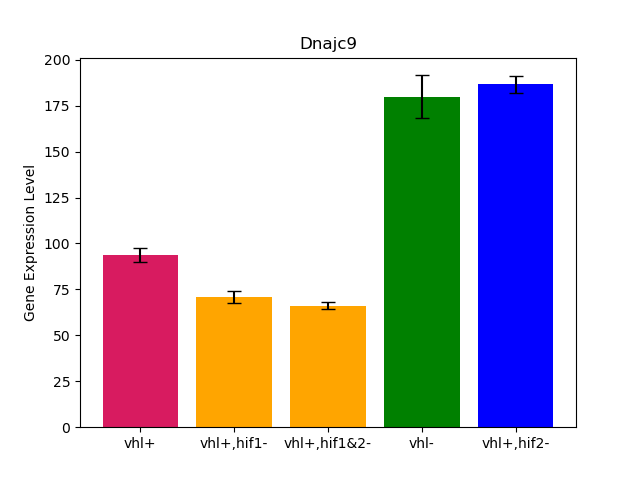 Dnajc9
Gene Expression Level
200
175
150
125
100
75
50
25
0
vhl+
vhl+,hif1-
vhl+,hif1&2-
vhl-
vhl+,hif2-